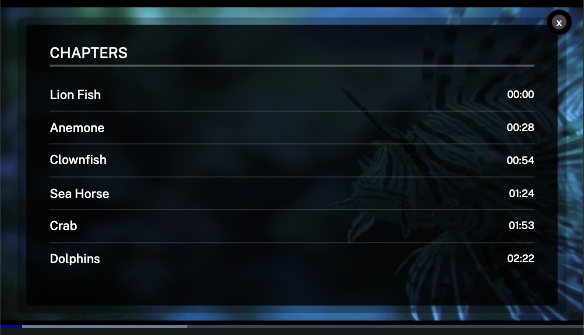 x
CHAPTERS
Lion Fish 00:00
Anemone 00:28
Clownfish 00:54
Sea Horse 01:24
Crab 01:53
Dolphins 02:22